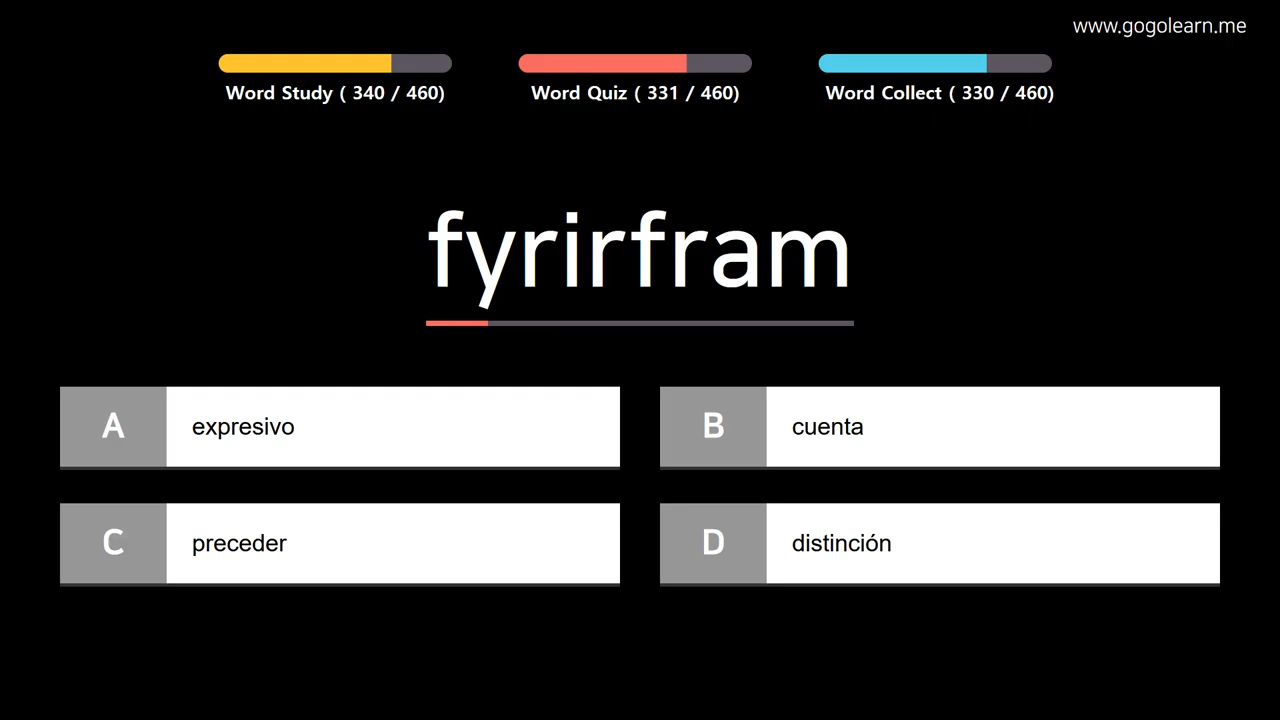 www.gogolearn.me
Word Study ( 340 / 460)
Word Quiz ( 331 / 460)
Word Collect ( 330 / 460)
fyrirfram
A expresivo
B cuenta
C preceder
D distinción